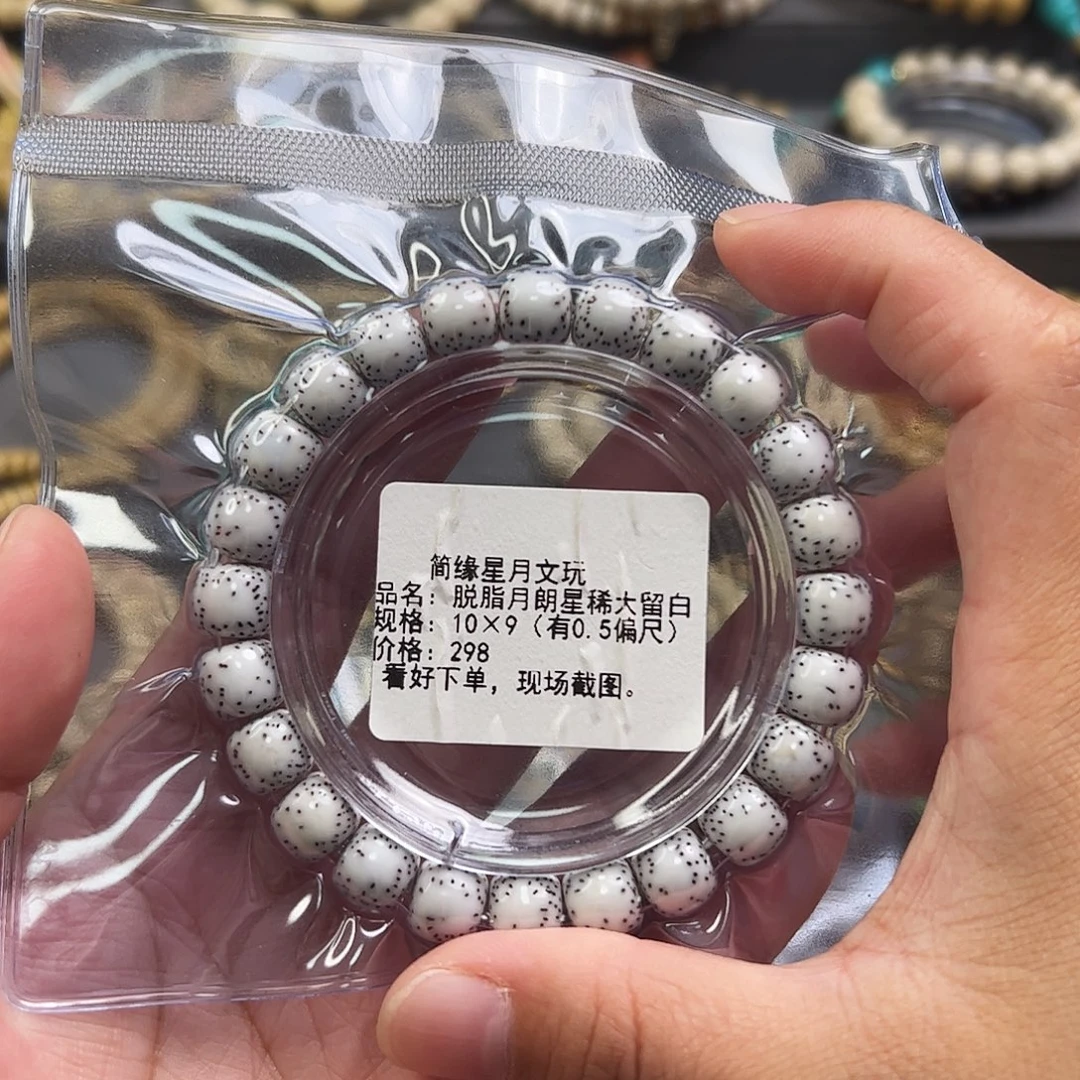 简缘星月文玩
品名：脱脂月朗星稀大留白
规格：10×9（有0.5偏尺）
价格：298
看好下单，现场截图。